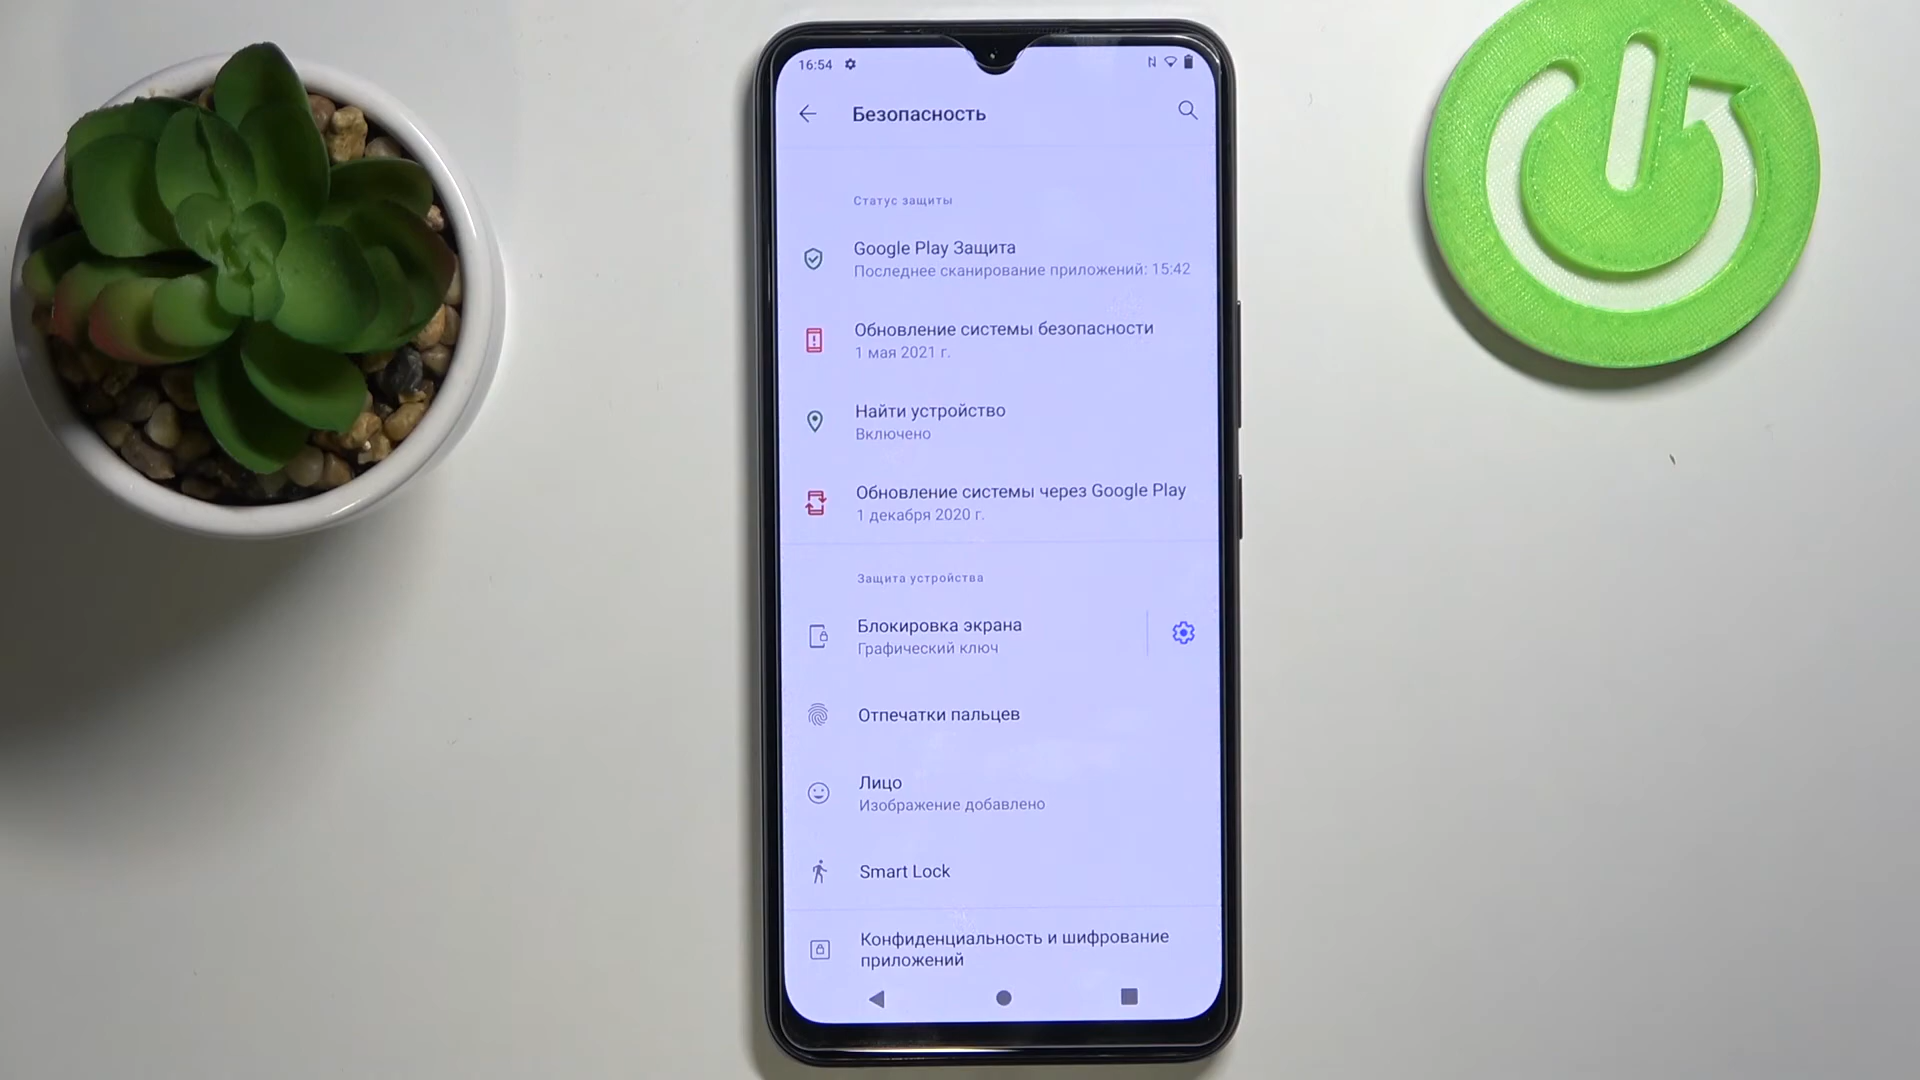 16:54
Безопасность
Статус защиты
Google Play Защита
Последнее сканирование приложений: 15:42
Обновление системы безопасности
1 мая 2021 г.
Найти устройство
Включено
Обновление системы через Google Play
1 декабря 2020 г.
Защита устройства
Блокировка экрана
Графический ключ
Отпечатки пальцев
Лицо
Изображение добавлено
Smart Lock
Конфиденциальность и шифрование
приложений